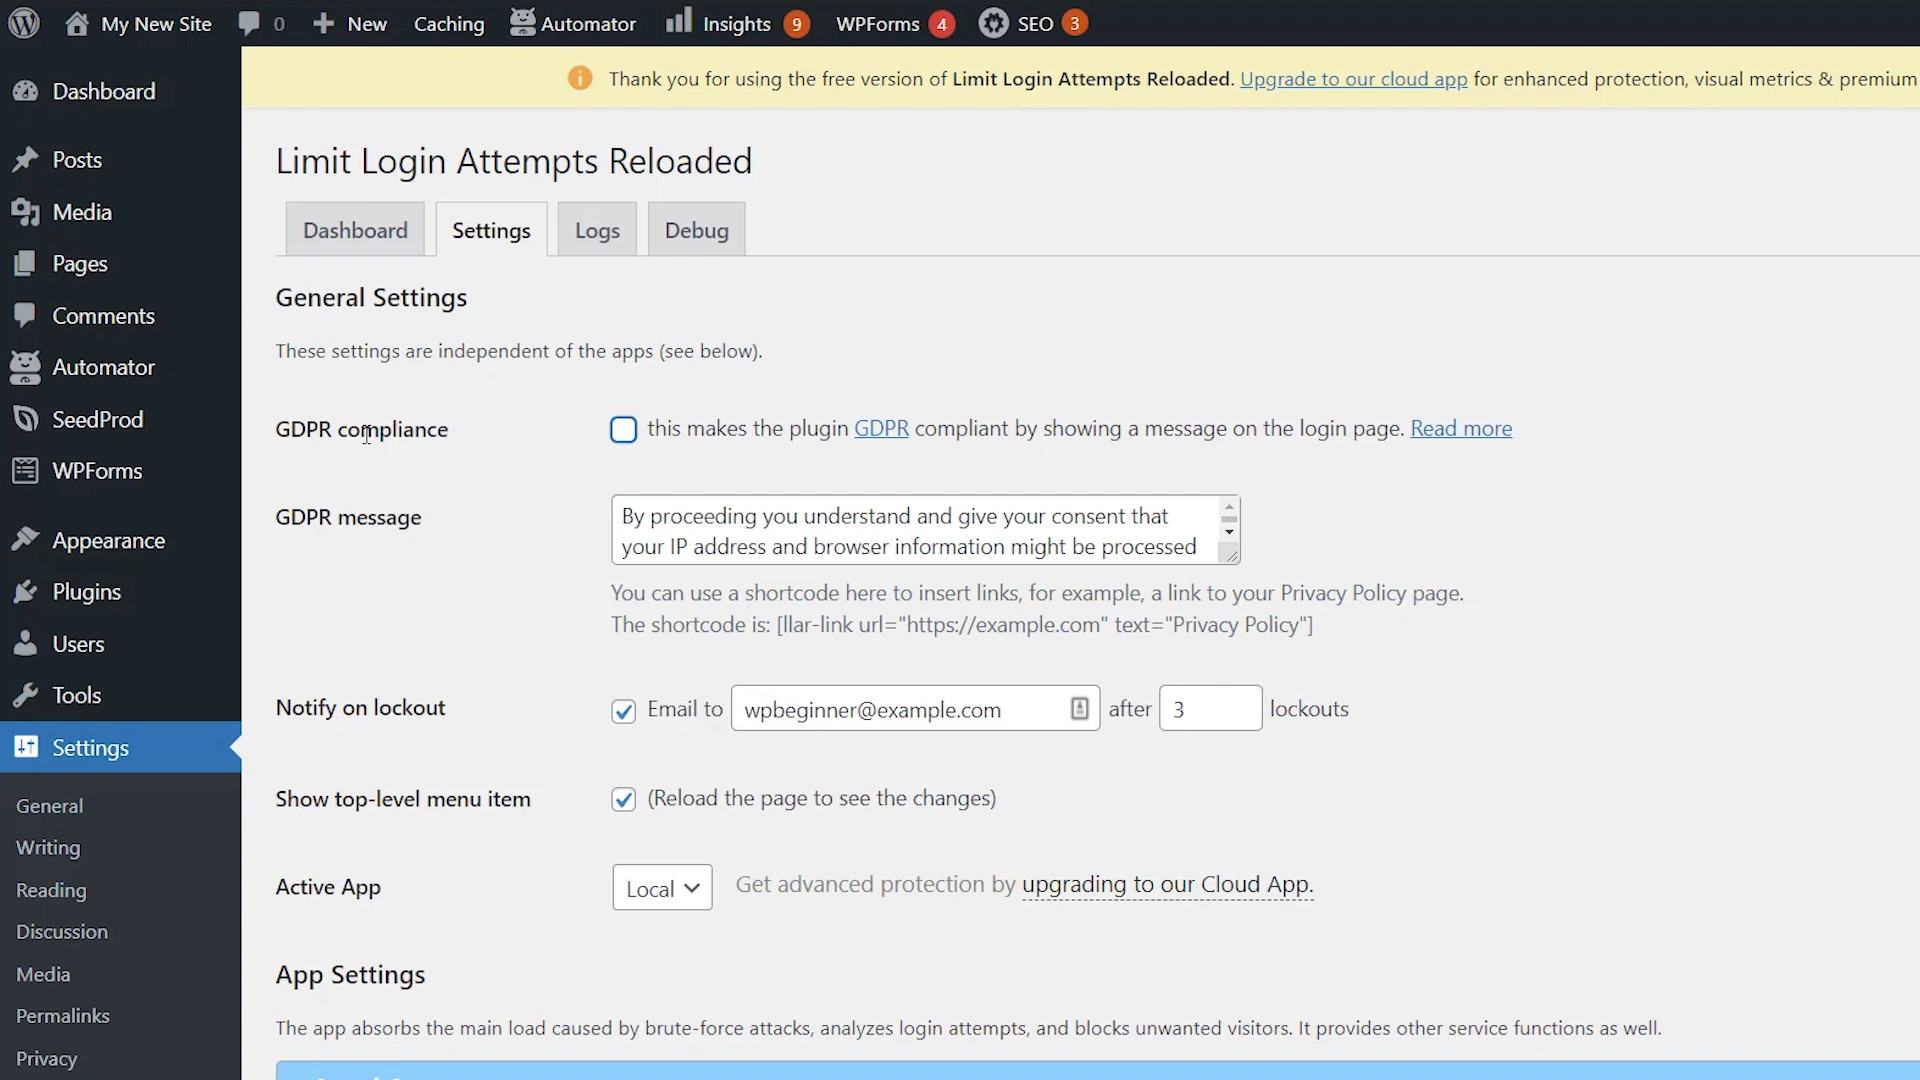 My New Site 0 New Caching Automator Insights 9 WPForms 4 SEO 3
Thank you for using the free version of Limit Login Attempts Reloaded. Upgrade to our cloud app for enhanced protection, visual metrics & premium
Dashboard
Posts
Media
Pages
Comments
Automator
SeedProd
WPForms
Appearance
Plugins
Users
Tools
Settings
General
Writing
Reading
Discussion
Media
Permalinks
Privacy
Limit Login Attempts Reloaded
Dashboard Settings Logs Debug
General Settings
These settings are independent of the apps (see below).
GDPR compliance this makes the plugin GDPR compliant by showing a message on the login page. Read more
GDPR message By proceeding you understand and give your consent that
your IP address and browser information might be processed
You can use a shortcode here to insert links, for example, a link to your Privacy Policy page.
The shortcode is: [llar-link url="https://example.com" text="Privacy Policy"]
Notify on lockout Email to wpbeginner@example.com after 3 lockouts
Show top-level menu item (Reload the page to see the changes)
Active App Local Get advanced protection by upgrading to our Cloud App.
App Settings
The app absorbs the main load caused by brute-force attacks, analyzes login attempts, and blocks unwanted visitors. It provides other service functions as well.